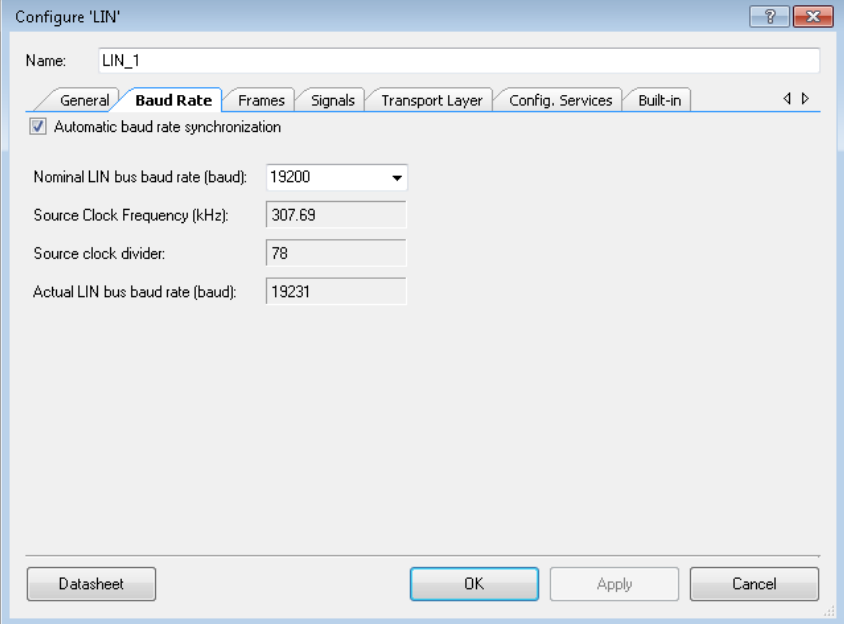 Configure 'LIN'
Name: LIN_1
General Baud Rate Frames Signals Transport Layer Config. Services Built-in
Automatic baud rate synchronization
Nominal LIN bus baud rate (baud): 19200
Source Clock Frequency (kHz): 307.69
Source clock divider: 78
Actual LIN bus baud rate (baud): 19231
Datasheet OK Apply Cancel